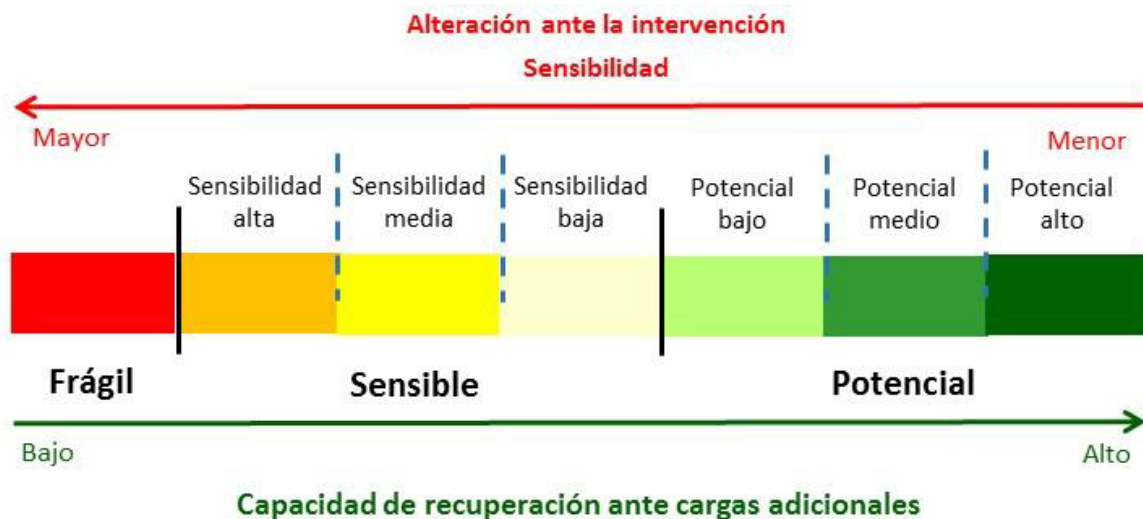 Alteración ante la intervención
Sensibilidad
Mayor
Menor
Sensibilidad
alta
Sensibilidad
media
Sensibilidad
baja
Potencial
bajo
Potencial
medio
Potencial
alto
Frágil
Sensible
Potencial
Bajo
Alto
Capacidad de recuperación ante cargas adicionales